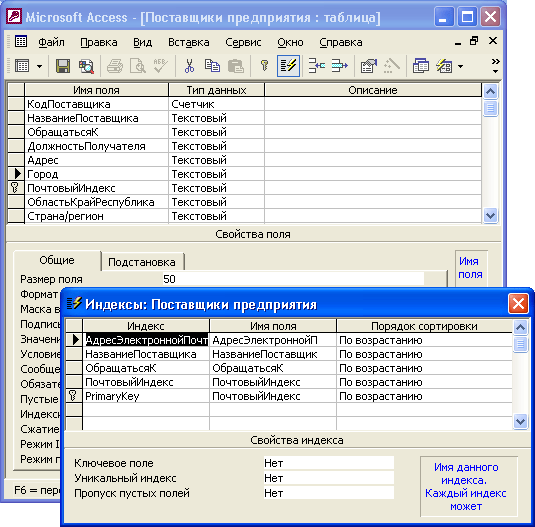 Microsoft Access - [Поставщики предприятия : таблица]
Файл Правка Вид Вставка Сервис Окно Справка
Имя поля Тип данных Описание
КодПоставщика Счетчик
НазваниеПоставщика Текстовый
ОбращатьсяК Текстовый
ДолжностьПолучателя Текстовый
Адрес Текстовый
Город Текстовый
ПочтовыйИндекс Текстовый
ОбластьКрайРеспублика Текстовый
Страна/регион Текстовый
Свойства поля
Общие Подстановка
Размер поля 50
Формат
Маска в
Подпись
Значени
Условие
Сообще
Обязате
Пустые
Индекси
Сжатие
Режим I
Режим п
Имя
поля
F6 = пере
Индексы: Поставщики предприятия
Индекс Имя поля Порядок сортировки
АдресЭлектроннойПочт АдресЭлектроннойП По возрастанию
НазваниеПоставщика НазваниеПоставщик По возрастанию
ОбращатьсяК ОбращатьсяК По возрастанию
ПочтовыйИндекс ПочтовыйИндекс По возрастанию
PrimaryKey ПочтовыйИндекс По возрастанию
Свойства индекса
Ключевое поле Нет
Уникальный индекс Нет
Пропуск пустых полей Нет
Имя данного
индекса.
Каждый индекс
может